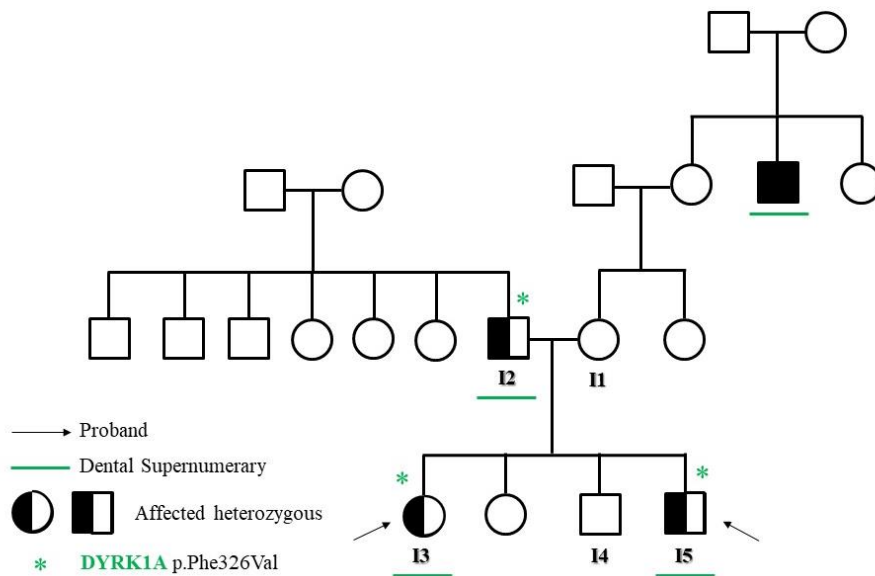 *
I2
I1
Proband
Dental Supernumerary
* *
Affected heterozygous
I3
I4
I5
* DYRK1A p.Phe326Val